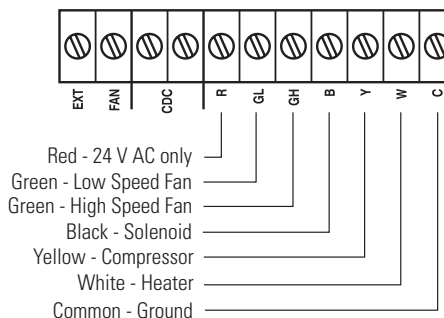 EXT FAN CDC R GL GH B Y W C
Red - 24 V AC only
Green - Low Speed Fan
Green - High Speed Fan
Black - Solenoid
Yellow - Compressor
White - Heater
Common - Ground